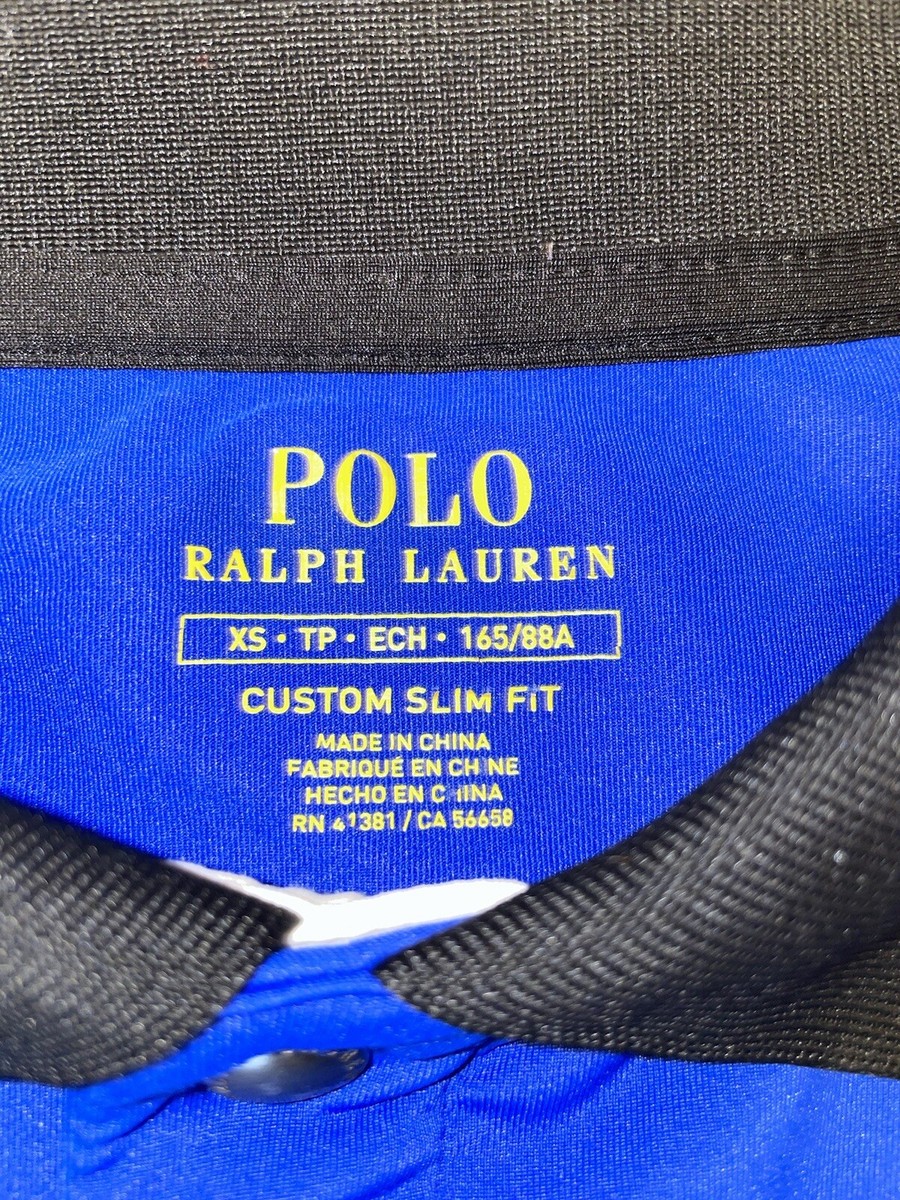 POLO
RALPH LAUREN
XS • TP • ECH • 165/88A
CUSTOM SLIM FIT
MADE IN CHINA
FABRIQUÉ EN CHINE
HECHO EN CHINA
RN 41381 / CA 56658